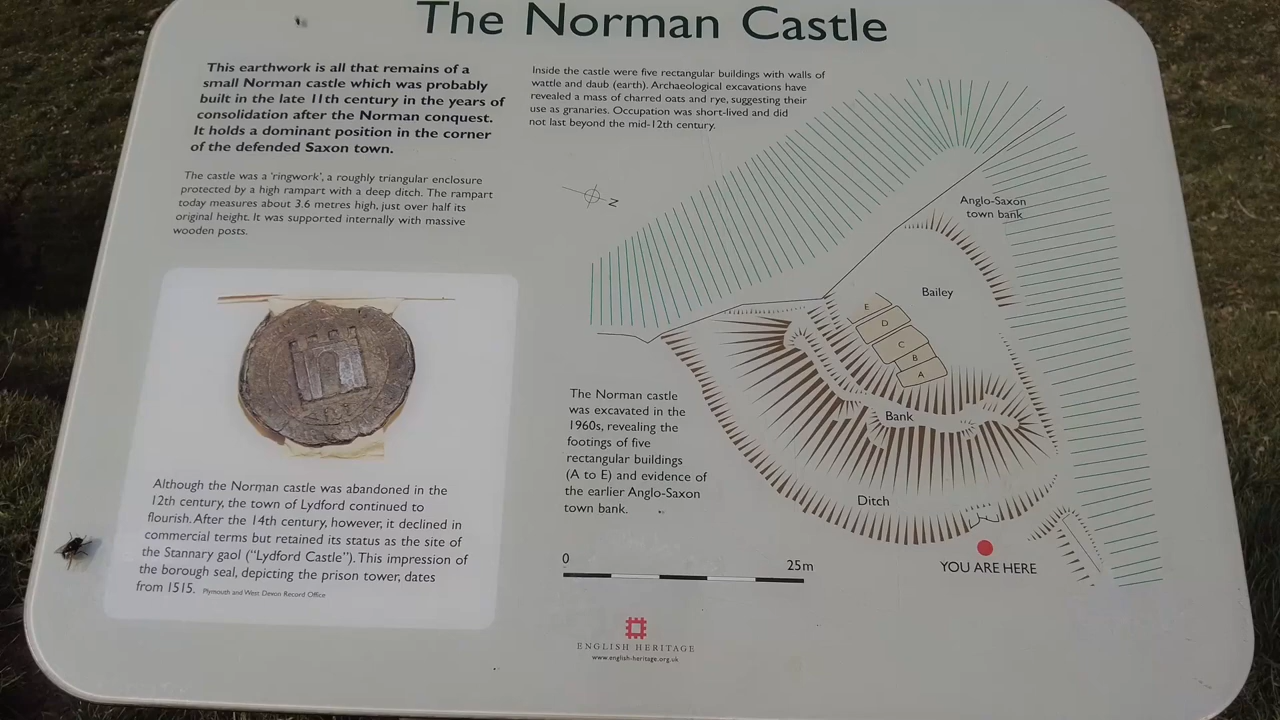 The Norman Castle
This earthwork is all that remains of a
small Norman castle which was probably
built in the late 11th century in the years of
consolidation after the Norman conquest.
It holds a dominant position in the corner
of the defended Saxon town.
The castle was a 'ringwork', a roughly triangular enclosure
protected by a high rampart with a deep ditch. The rampart
today measures about 3.6 metres high, just over half its
original height. It was supported internally with massive
wooden posts.
Although the Norman castle was abandoned in the
12th century, the town of Lydford continued to
flourish. After the 14th century, however, it declined in
commercial terms but retained its status as the site of
the Stannary gaol ("Lydford Castle"). This impression of
the borough seal, depicting the prison tower, dates
from 1515. Plymouth and West Devon Record Office
Inside the castle were five rectangular buildings with walls of
wattle and daub (earth). Archaeological excavations have
revealed a mass of charred oats and rye, suggesting their
use as granaries. Occupation was short-lived and did
not last beyond the mid-12th century.
N
Anglo-Saxon
town bank
Bailey
E
D
C
B
A
Bank
Ditch
The Norman castle
was excavated in the
1960s, revealing the
footings of five
rectangular buildings
(A to E) and evidence of
the earlier Anglo-Saxon
town bank.
0 25m
YOU ARE HERE
ENGLISH HERITAGE
www.english-heritage.org.uk